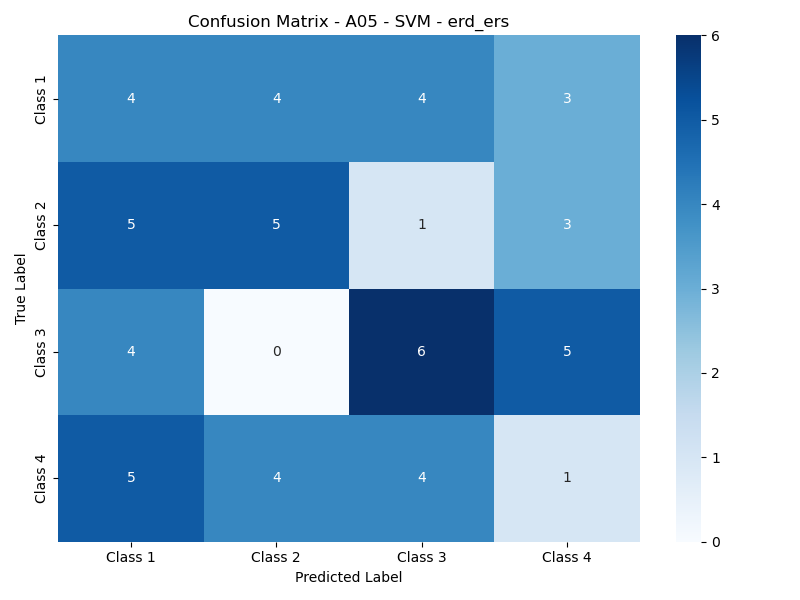 Confusion Matrix - A05 - SVM - erd_ers
True Label
Class 1
4 4 4 3
Class 2
5 5 1 3
Class 3
4 0 6 5
Class 4
5 4 4 1
Class 1 Class 2 Class 3 Class 4
Predicted Label
6
5
4
3
2
1
0